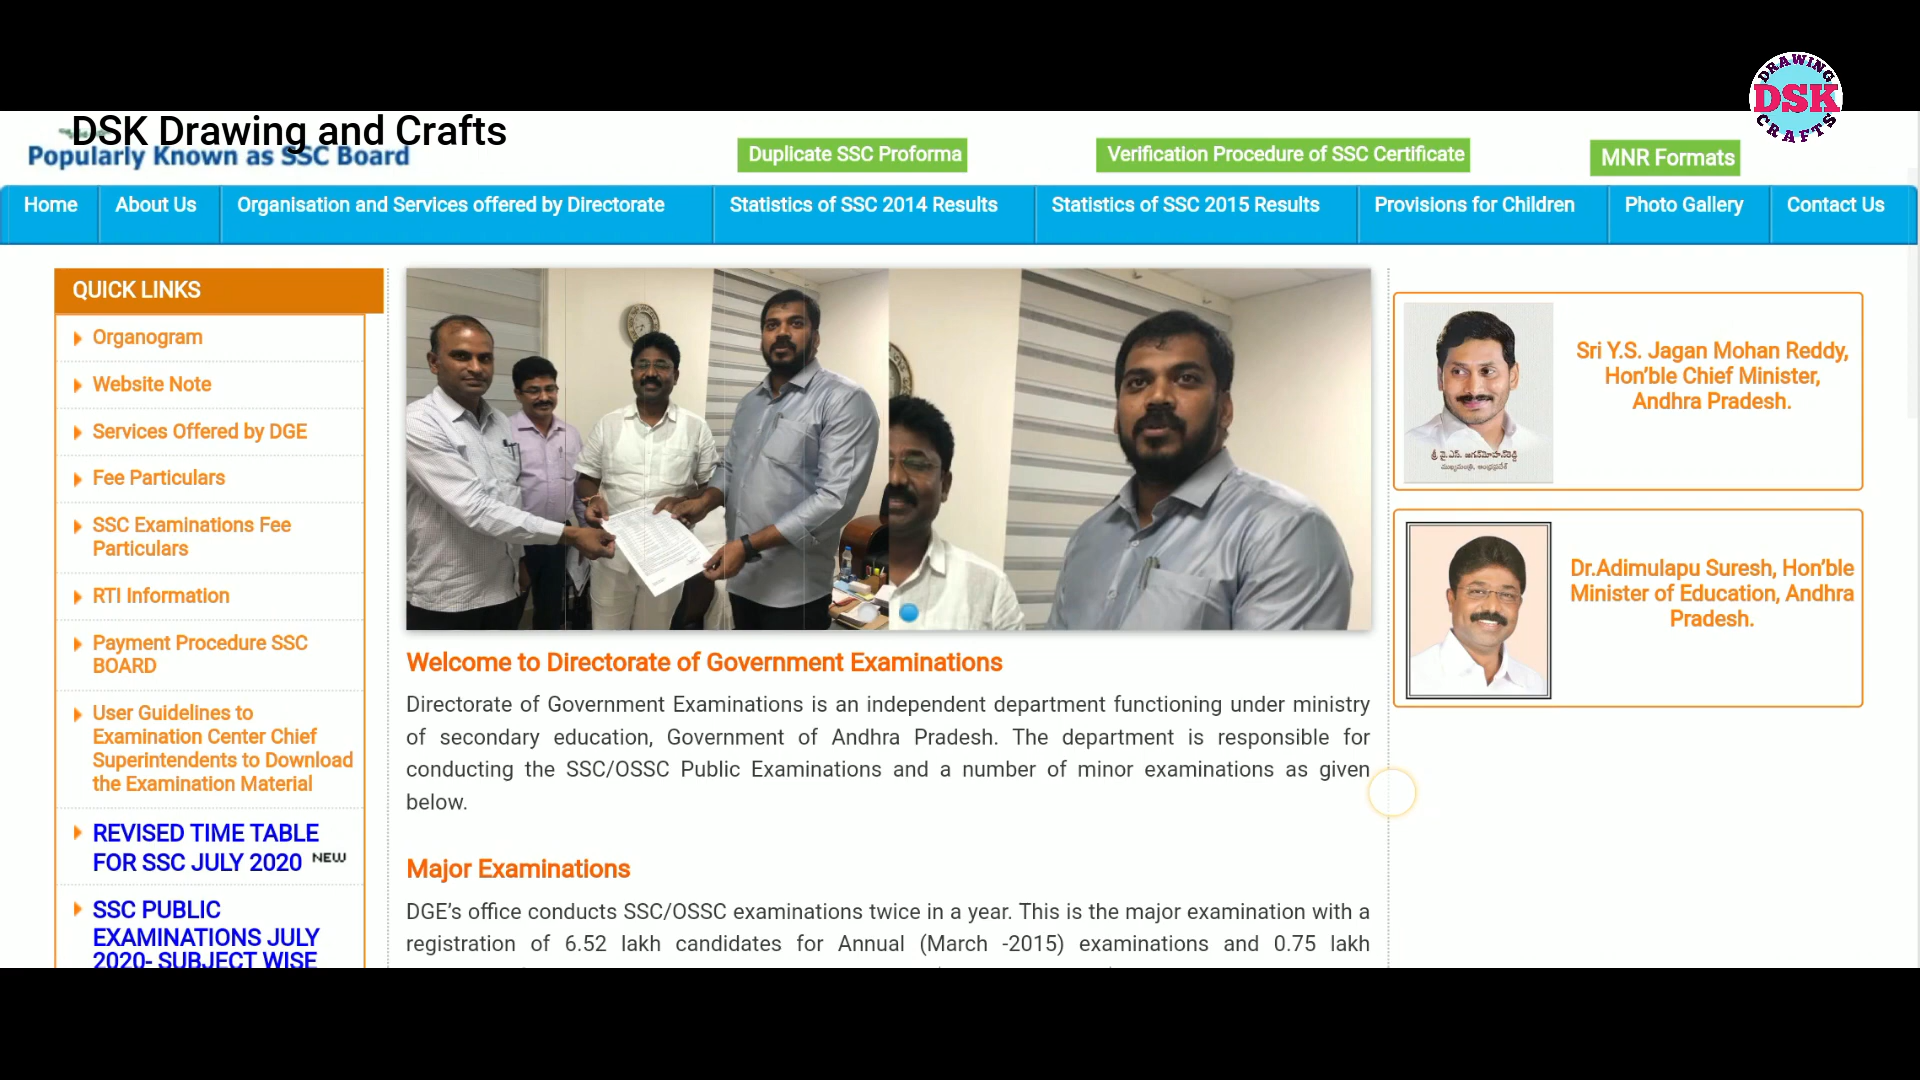 DRAWING
DSK
CRAFTS
DSK Drawing and Crafts
Popularly Known as SSC Board
Duplicate SSC Proforma
Verification Procedure of SSC Certificate
MNR Formats
Home
About Us
Organisation and Services offered by Directorate
Statistics of SSC 2014 Results
Statistics of SSC 2015 Results
Provisions for Children
Photo Gallery
Contact Us
QUICK LINKS
Organogram
Website Note
Services Offered by DGE
Fee Particulars
SSC Examinations Fee
Particulars
RTI Information
Payment Procedure SSC
BOARD
User Guidelines to
Examination Center Chief
Superintendents to Download
the Examination Material
REVISED TIME TABLE
FOR SSC JULY 2020 NEW
SSC PUBLIC
EXAMINATIONS JULY
2020- SUBJECT WISE
Welcome to Directorate of Government Examinations
Directorate of Government Examinations is an independent department functioning under ministry
of secondary education, Government of Andhra Pradesh. The department is responsible for
conducting the SSC/OSSC Public Examinations and a number of minor examinations as given
below.
Major Examinations
DGE’s office conducts SSC/OSSC examinations twice in a year. This is the major examination with a
registration of 6.52 lakh candidates for Annual (March -2015) examinations and 0.75 lakh
శ్రీ వై.ఎస్. జగన్‌మోహన్‌రెడ్డి
ముఖ్యమంత్రి, ఆంధ్రప్రదేశ్
Sri Y.S. Jagan Mohan Reddy,
Hon’ble Chief Minister,
Andhra Pradesh.
Dr.Adimulapu Suresh, Hon’ble
Minister of Education, Andhra
Pradesh.